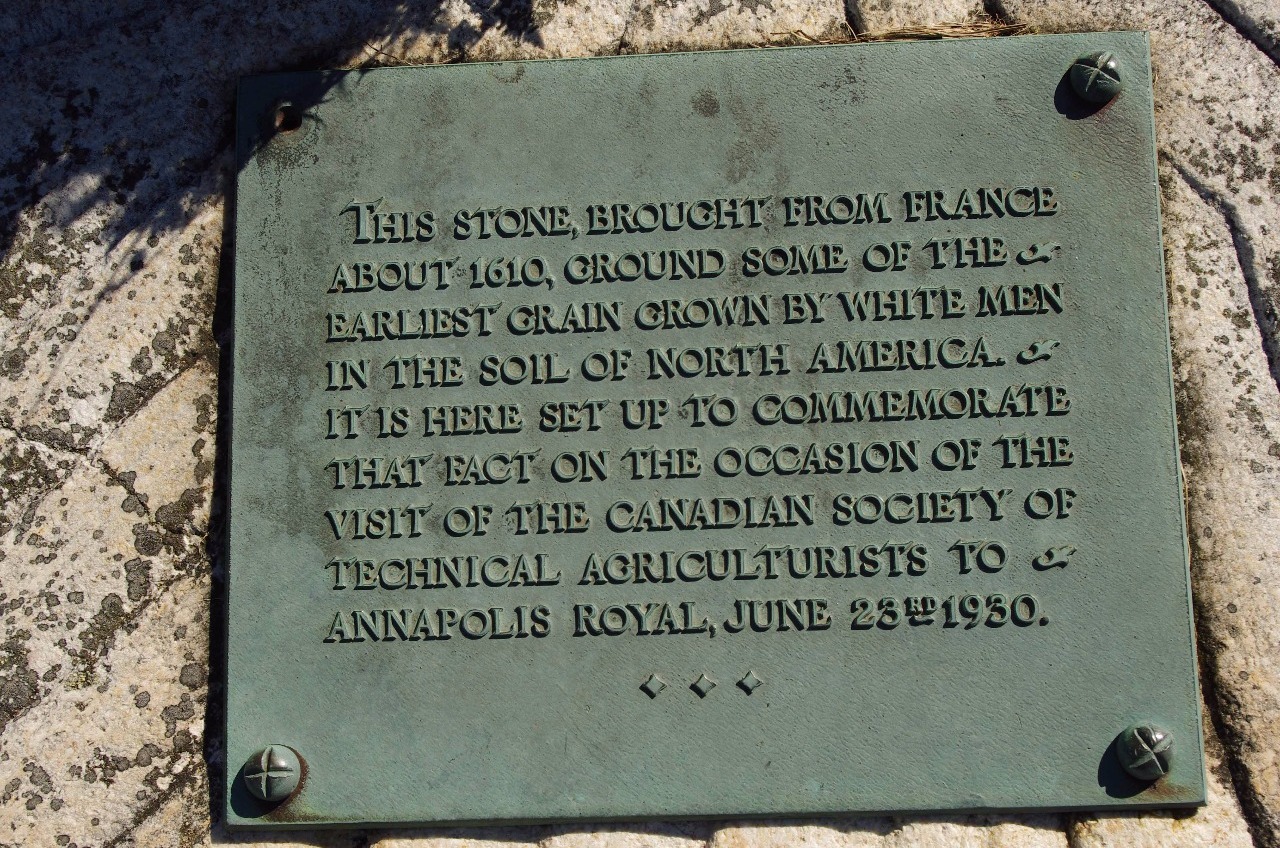 THIS STONE, BROUGHT FROM FRANCE
ABOUT 1610, GROUND SOME OF THE
EARLIEST GRAIN GROWN BY WHITE MEN
IN THE SOIL OF NORTH AMERICA.
IT IS HERE SET UP TO COMMEMORATE
THAT FACT ON THE OCCASION OF THE
VISIT OF THE CANADIAN SOCIETY OF
TECHNICAL AGRICULTURISTS TO
ANNAPOLIS ROYAL, JUNE 23RD 1930.